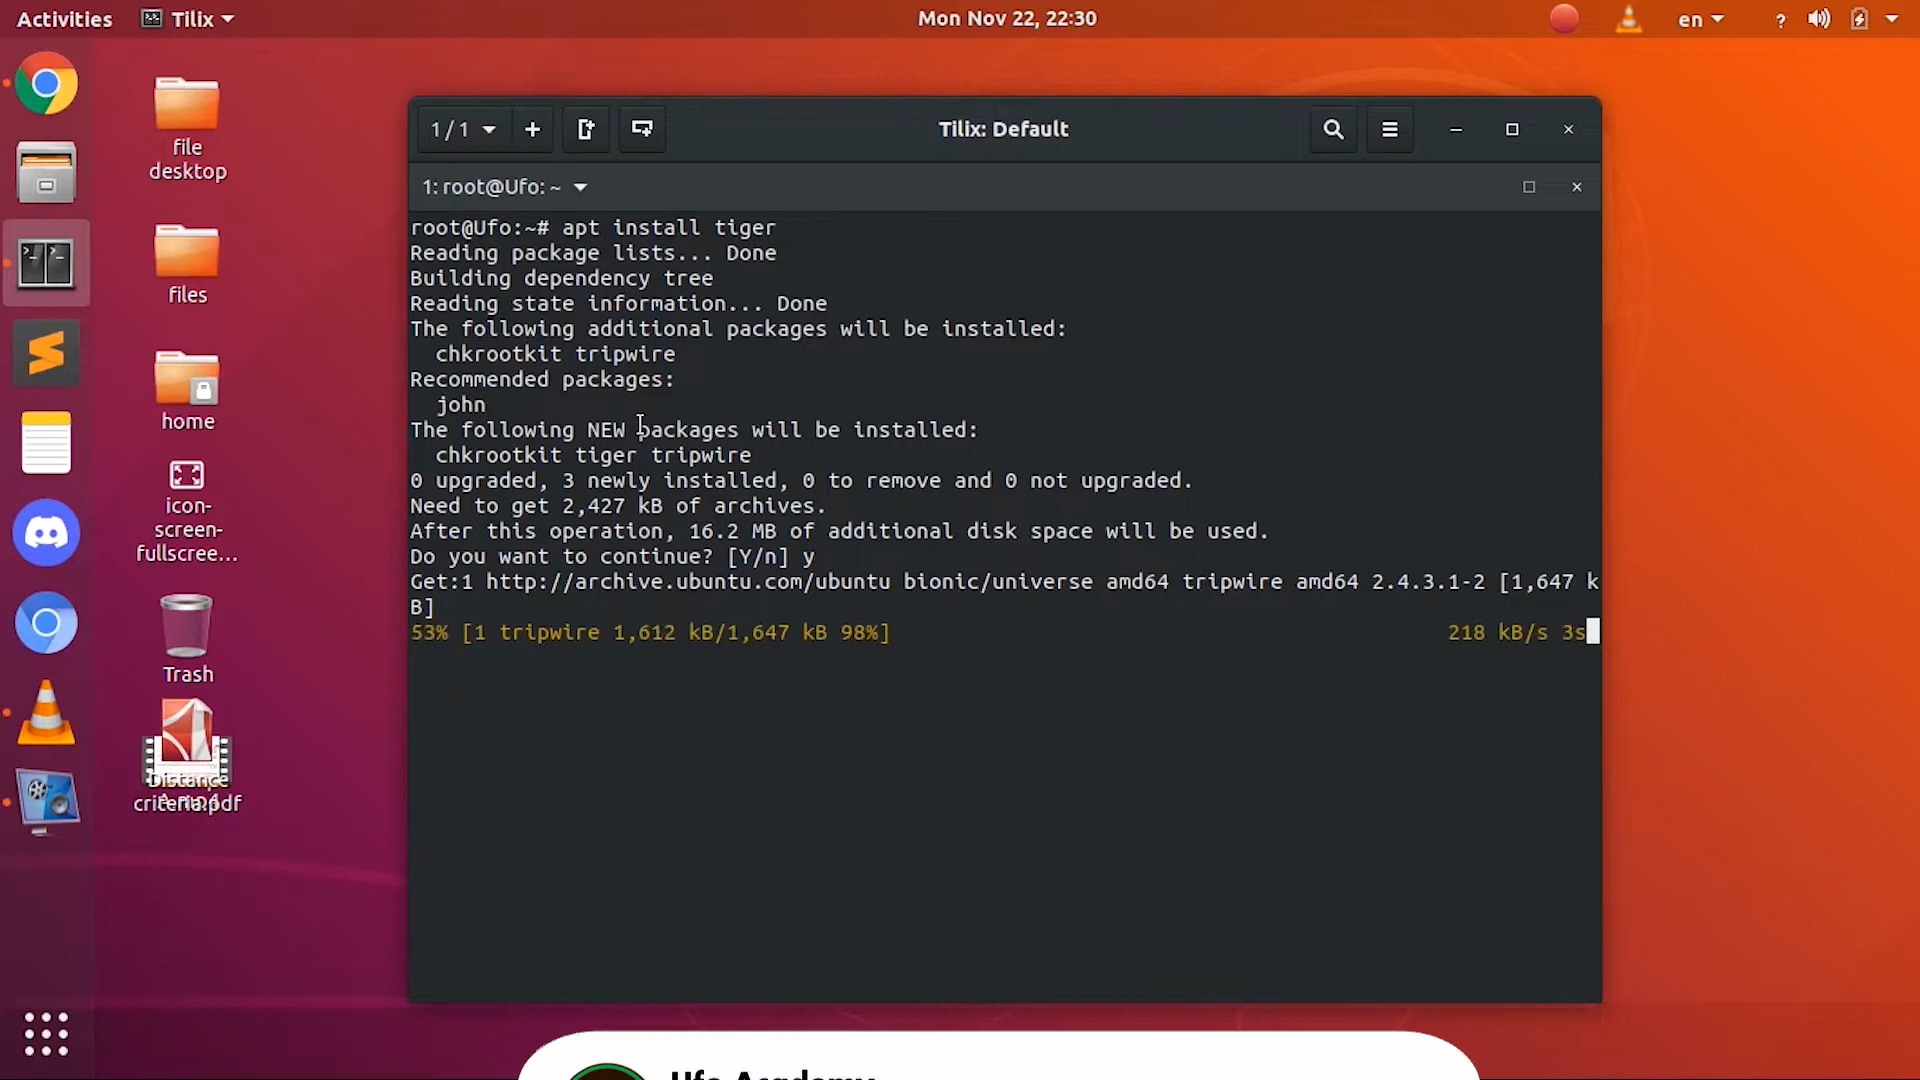 Activities
Tilix
Mon Nov 22, 22:30
en
?
file
desktop
files
home
icon-
screen-
fullscree...
Trash
criteria.pdf
1 / 1
Tilix: Default
1: root@Ufo: ~
root@Ufo:~# apt install tiger
Reading package lists... Done
Building dependency tree
Reading state information... Done
The following additional packages will be installed:
  chkrootkit tripwire
Recommended packages:
  john
The following NEW packages will be installed:
  chkrootkit tiger tripwire
0 upgraded, 3 newly installed, 0 to remove and 0 not upgraded.
Need to get 2,427 kB of archives.
After this operation, 16.2 MB of additional disk space will be used.
Do you want to continue? [Y/n] y
Get:1 http://archive.ubuntu.com/ubuntu bionic/universe amd64 tripwire amd64 2.4.3.1-2 [1,647 k
B]
53% [1 tripwire 1,612 kB/1,647 kB 98%] 218 kB/s 3s